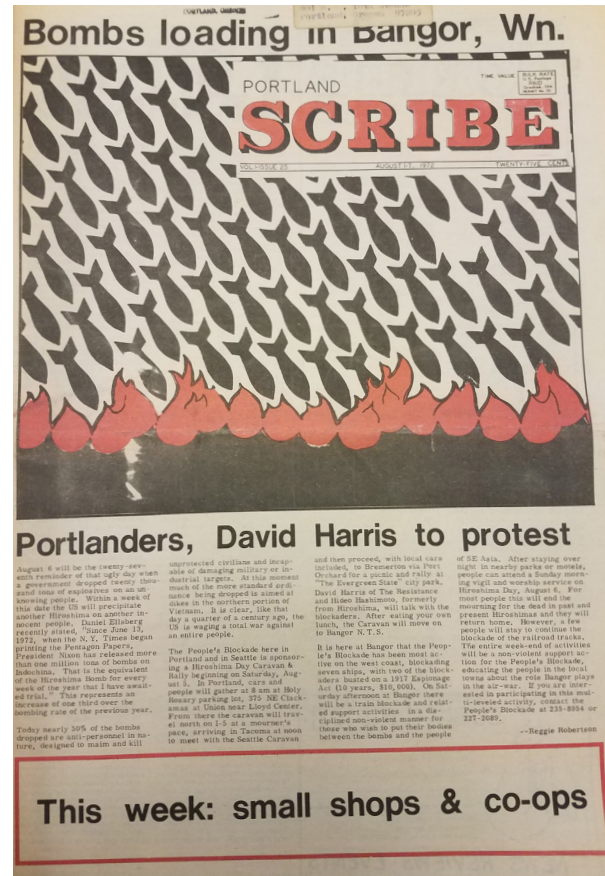 PORTLAND, OREGON
Bombs loading in Bangor, Wn.
PORTLAND
SCRIBE
TIME VALUE
BULK RATE
U.S. Postage
PAID
VOL I-ISSUE 25
AUGUST 1-7, 1972
TWENTY-FIVE CENTS
Portlanders, David Harris to protest
August 6 will be the twenty-sev-
enth reminder of that ugly day when
a government dropped twenty thou-
sand tons of explosives on an un-
knowing people. Within a week of
this date the US will precipitate
another Hiroshima on another in-
nocent people. Daniel Ellsberg
recently stated, "Since June 13,
1972, when the N.Y. Times began
printing the Pentagon Papers,
President Nixon has released more
than one million tons of bombs on
Indochina. That is the equivalent
of the Hiroshima Bomb for every
week of the year that I have await-
ed trial." This represents an
increase of one third over the
bombing rate of the previous year.
Today nearly 50% of the bombs
dropped are anti-personnel in na-
ture, designed to maim and kill
unprotected civilians and incap-
able of damaging military or in-
dustrial targets. At this moment
much of the more standard ordi-
nance being dropped is aimed at
dikes in the northern portion of
Vietnam. It is clear, like that
day a quarter of a century ago, the
US is waging a total war against
an entire people.
The People's Blockade here in
Portland and in Seattle is sponsor-
ing a Hiroshima Day Caravan &
Rally beginning on Saturday, Aug-
ust 5. In Portland, cars and
people will gather at 8 am at Holy
Rosary parking lot, 375 NE Clack-
amas at Union near Lloyd Center.
From there the caravan will trav-
el north on I-5 at a mourner's
pace, arriving in Tacoma at noon
to meet with the Seattle Caravan
and then proceed, with local cars
included, to Bremerton via Port
Orchard for a picnic and rally at
"The Evergreen State" city park.
David Harris of The Resistance
and Hideo Hashimoto, formerly
from Hiroshima, will talk with the
blockaders. After eating your own
lunch, the Caravan will move on
to Bangor N.T.S.
It is here at Bangor that the Peop-
le's Blockade has been most ac-
tive on the west coast, blockading
seven ships, with two of the block-
aders busted on a 1917 Espionage
Act (10 years, $10,000). On Sat-
urday afternoon at Bangor there
will be a train blockade and relat-
ed support activities in a dis-
ciplined non-violent manner for
those who wish to put their bodies
between the bombs and the people
of SE Asia. After staying over
night in nearby parks or motels,
people can attend a Sunday morn-
ing vigil and worship service on
Hiroshima Day, August 6. For
most people this will end the
mourning for the dead in past and
present Hiroshimas and they will
return home. However, a few
people will stay to continue the
blockade of the railroad tracks.
The entire week-end of activities
will be a non-violent support ac-
tion for the People's Blockade,
educating the people in the local
towns about the role Bangor plays
in the air-war. If you are inter-
ested in participating in this mul-
ti-leveled activity, contact the
People's Blockade at 235-8954 or
227-2089.
--Reggie Robertson
This week: small shops & co-ops